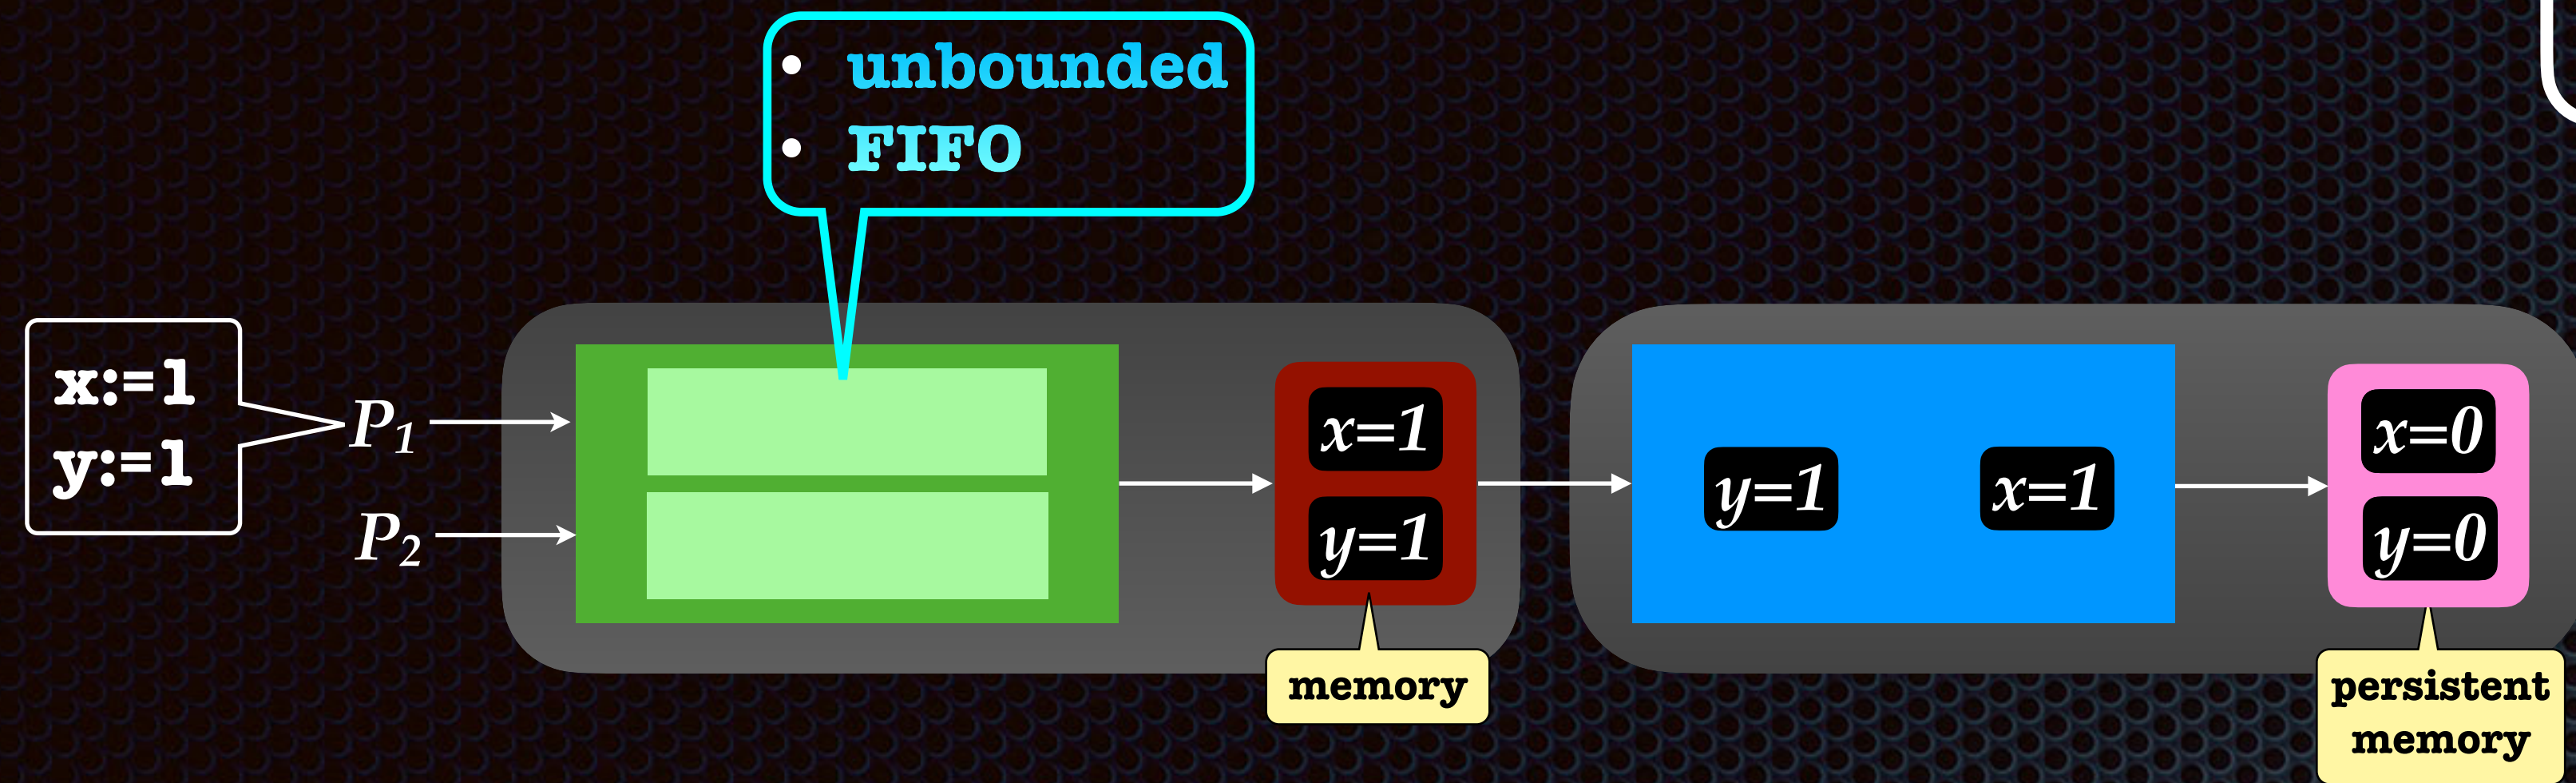 • unbounded
• FIFO
x:=1
y:=1
P₁
P₂
x=1
y=1
memory
y=1
x=1
x=0
y=0
persistent
memory